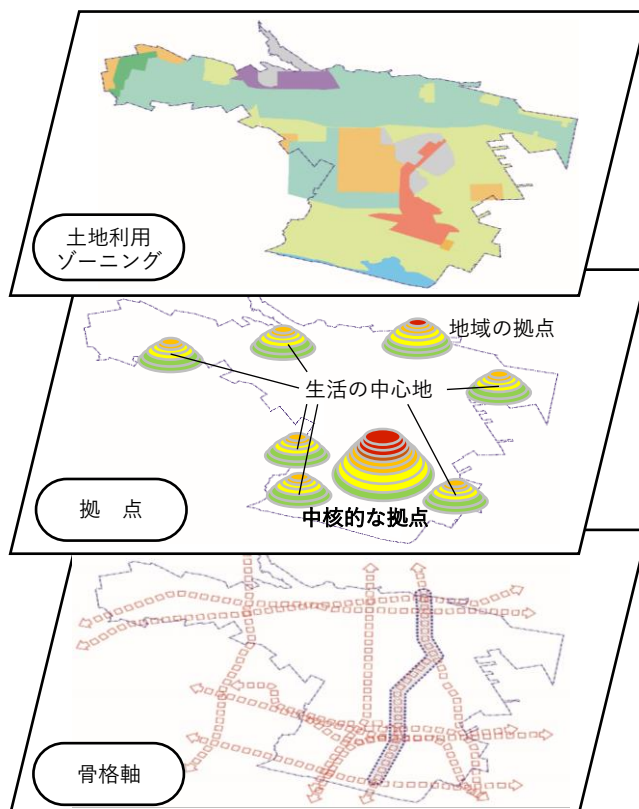 土地利用
ゾーニング
地域の拠点
生活の中心地
中核的な拠点
拠　点
骨格軸